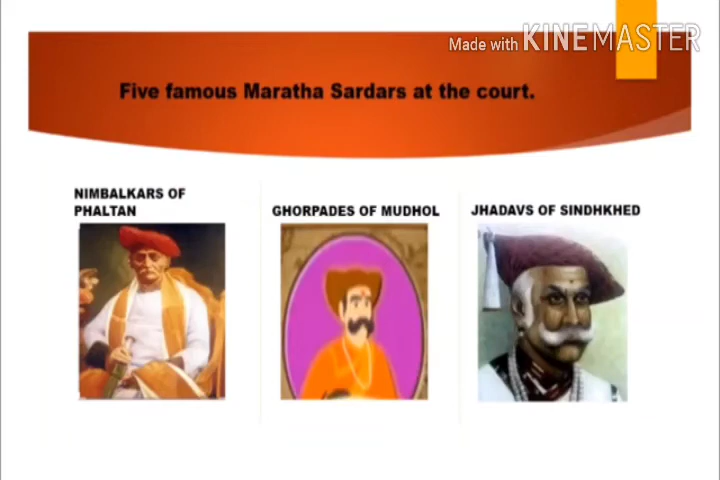 Made with KINEMASTER
Five famous Maratha Sardars at the court.
NIMBALKARS OF
PHALTAN
GHORPADES OF MUDHOL
JHADAVS OF SINDHKHED